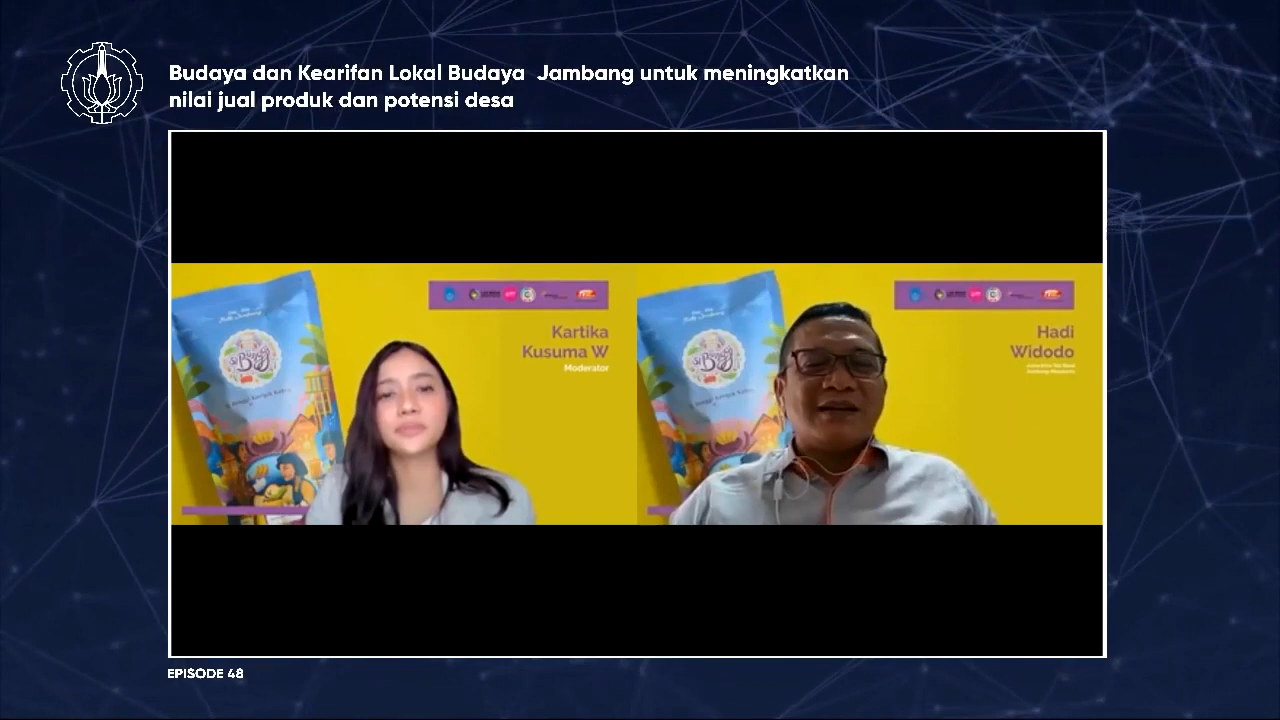 Budaya dan Kearifan Lokal Budaya Jambang untuk meningkatkan
nilai jual produk dan potensi desa
Kartika
Kusuma W
Moderator
Hadi
Widodo
EPISODE 48